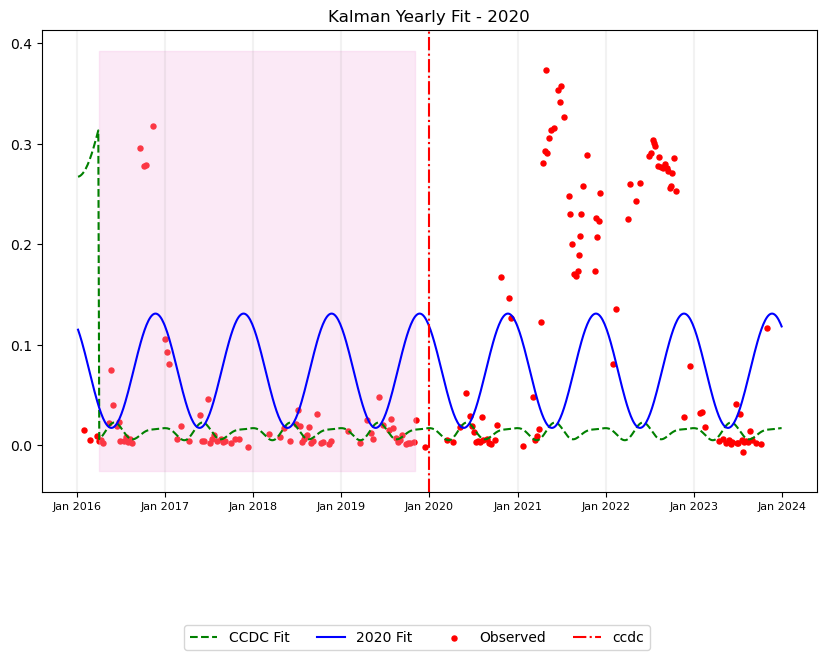 Kalman Yearly Fit - 2020
0.4
0.3
0.2
0.1
0.0
Jan 2016 Jan 2017 Jan 2018 Jan 2019 Jan 2020 Jan 2021 Jan 2022 Jan 2023 Jan 2024
CCDC Fit 2020 Fit Observed ccdc